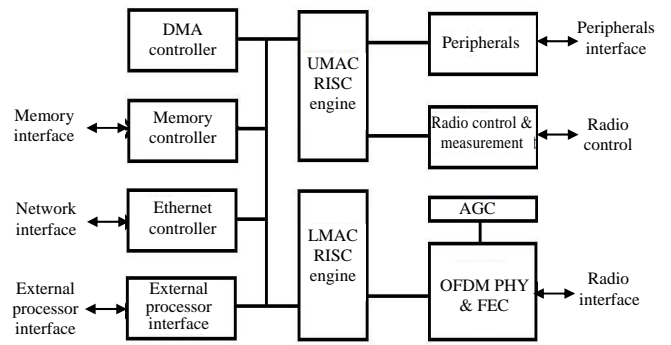 DMA
controller
UMAC
RISC
engine
Peripherals
Peripherals
interface
Memory
interface
Memory
controller
Radio control &
measurement
Radio
control
Network
interface
Ethernet
controller
LMAC
RISC
engine
AGC
External
processor
interface
External
processor
interface
OFDM PHY
& FEC
Radio
interface